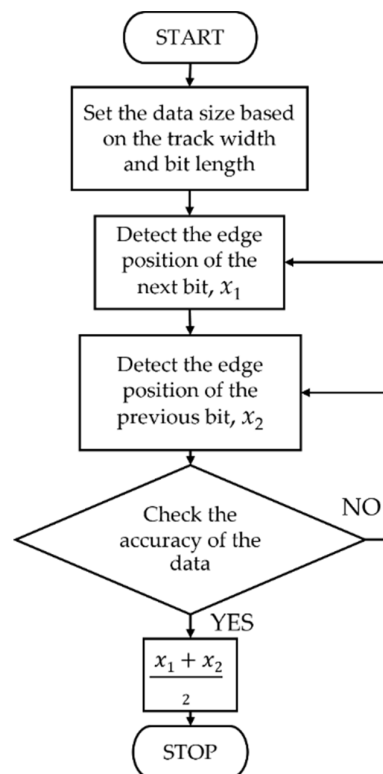 START
Set the data size based
on the track width
and bit length
Detect the edge
position of the
next bit, x₁
Detect the edge
position of the
previous bit, x₂
Check the
accuracy of the
data
NO
YES
x₁ + x₂
2
STOP